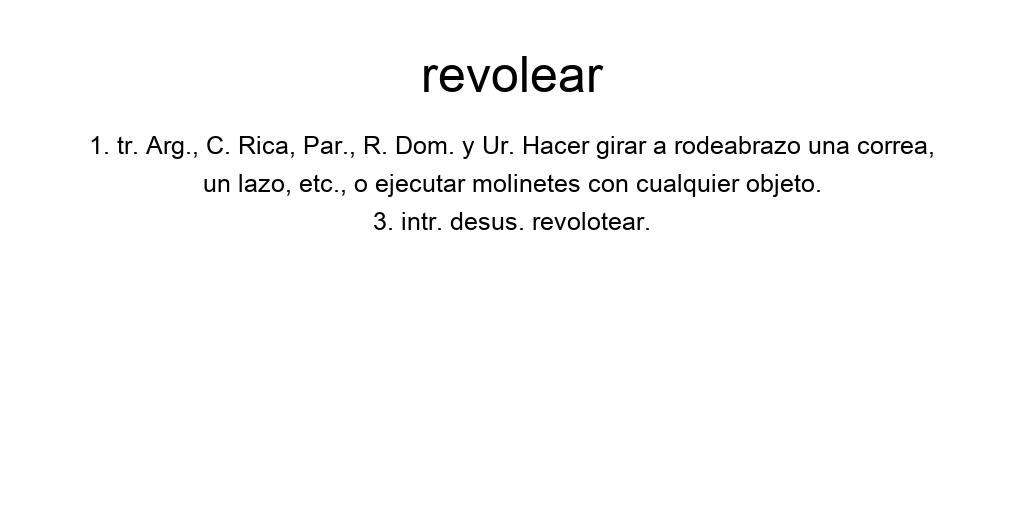 revolear
1. tr. Arg., C. Rica, Par., R. Dom. y Ur. Hacer girar a rodeabrazo una correa,
un lazo, etc., o ejecutar molinetes con cualquier objeto.
3. intr. desus. revolotear.